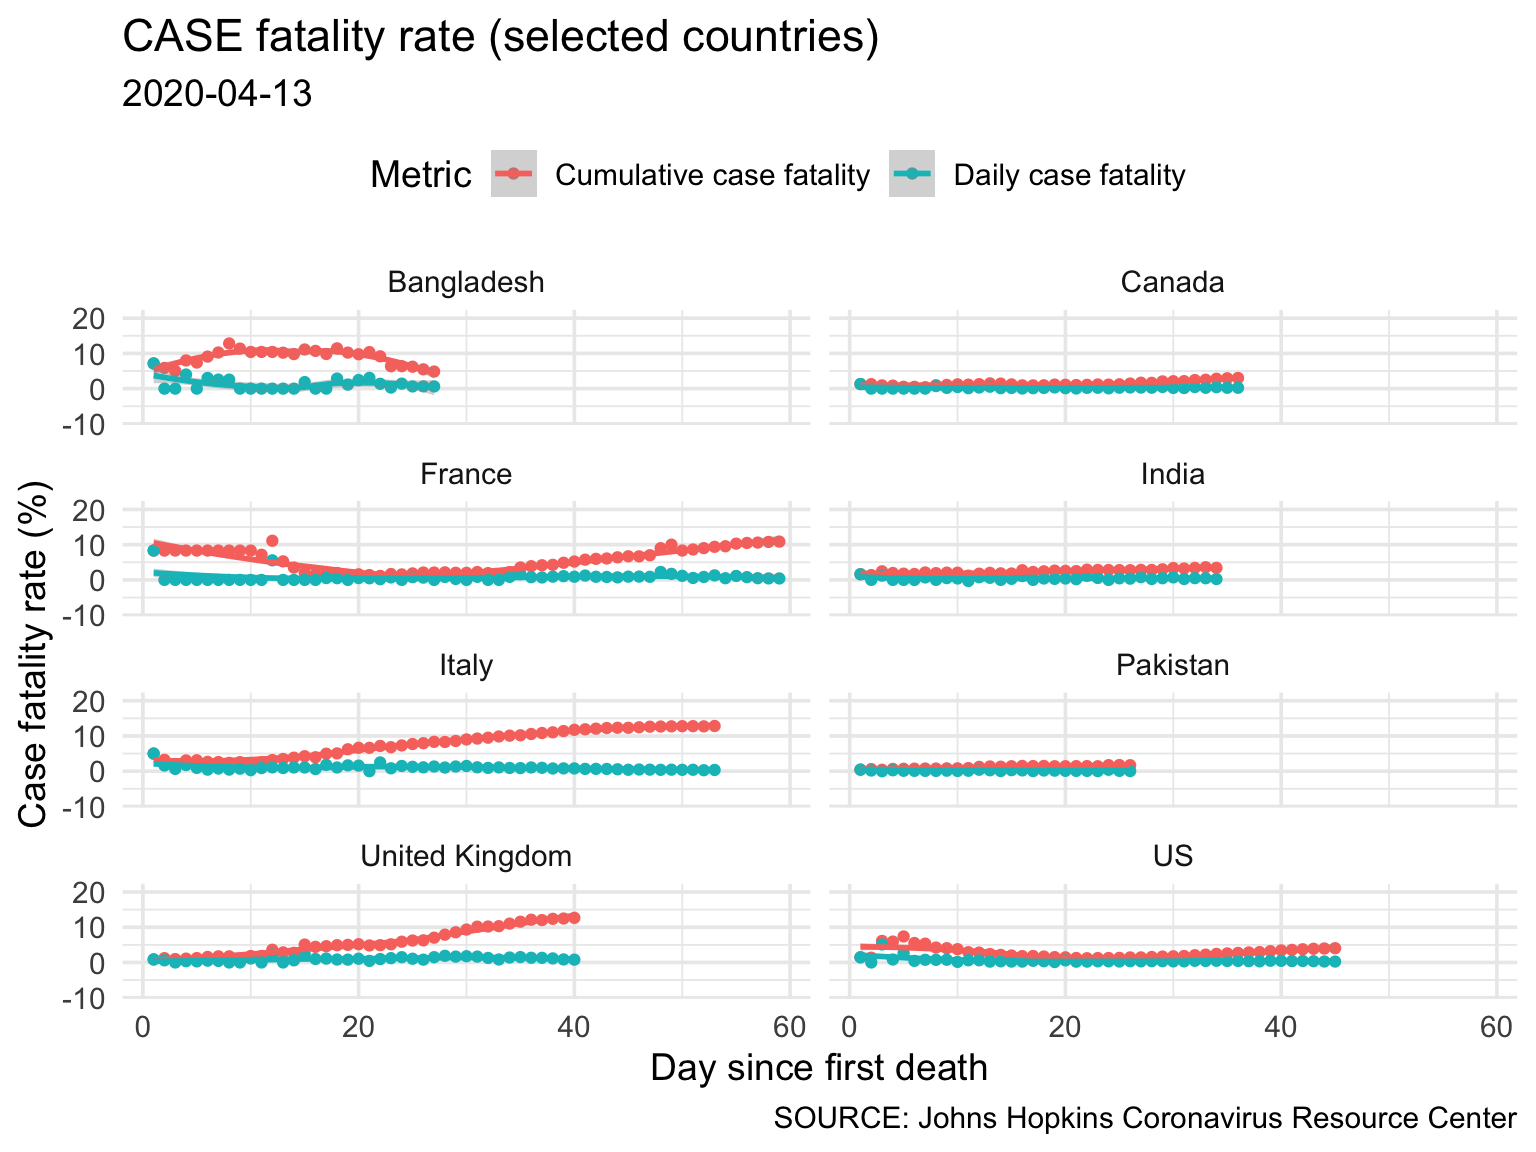 CASE fatality rate (selected countries)
2020-04-13
Metric Cumulative case fatality Daily case fatality
Bangladesh Canada
20
10
0
-10
France India
20
10
0
-10
Case fatality rate (%)
Italy Pakistan
20
10
0
-10
United Kingdom US
20
10
0
-10
0 20 40 60 0 20 40 60
Day since first death
SOURCE: Johns Hopkins Coronavirus Resource Center